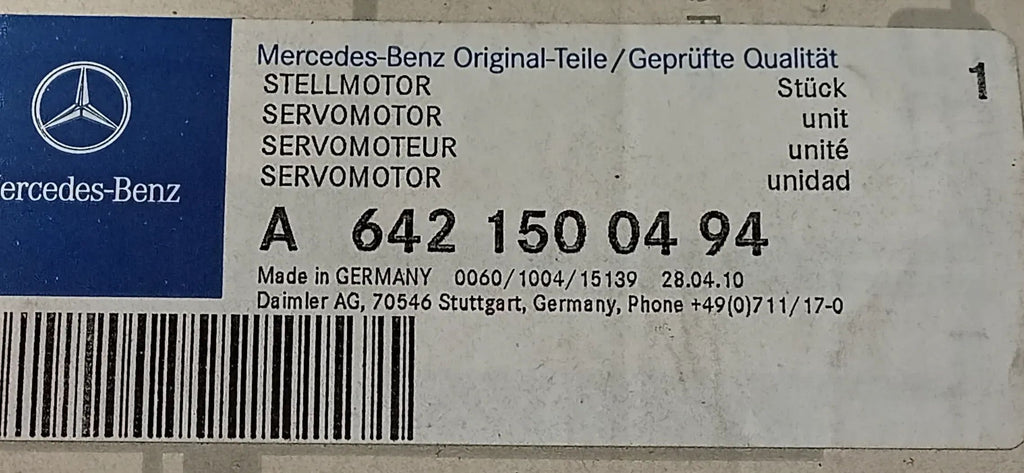 Mercedes-Benz Original-Teile/Geprüfte Qualität
STELLMOTOR Stück 1
SERVOMOTOR unit
SERVOMOTEUR unité
SERVOMOTOR unidad
ercedes-Benz
A 642 150 04 94
Made in GERMANY 0060/1004/15139 28.04.10
Daimler AG, 70546 Stuttgart, Germany, Phone +49(0)711/17-0